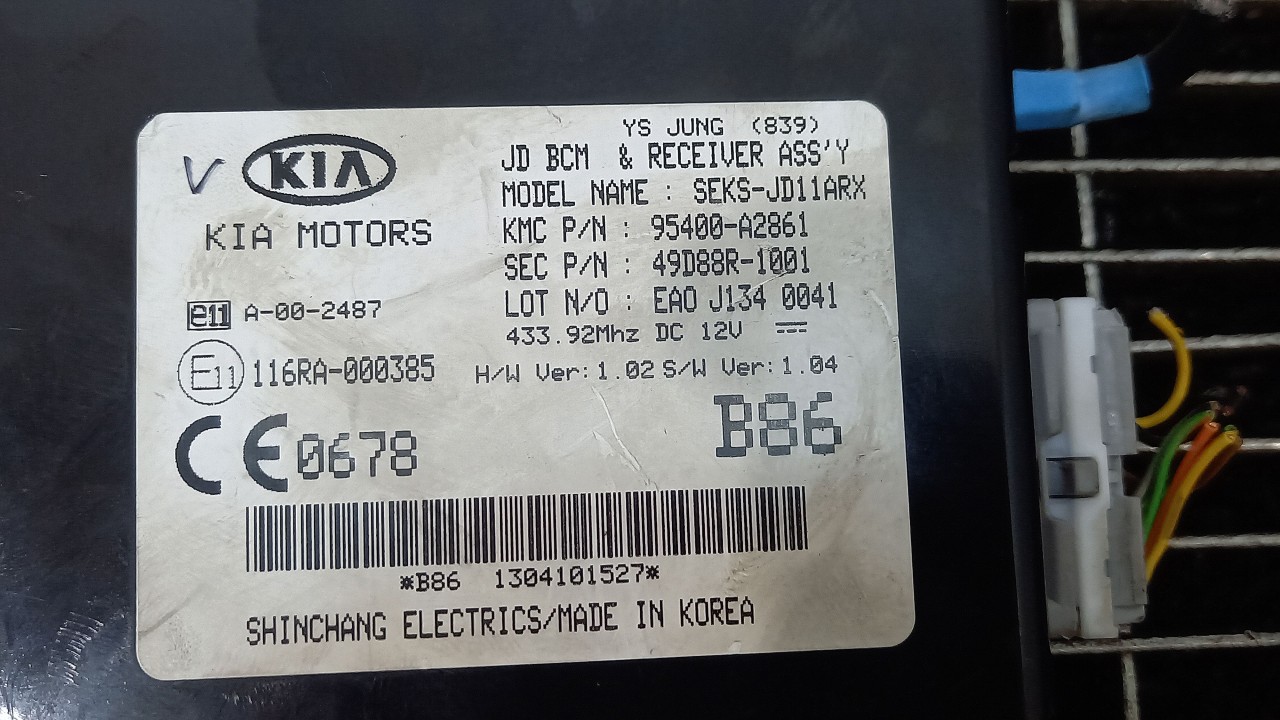 YS JUNG (839)
V KIA
JD BCM & RECEIVER ASS'Y
MODEL NAME : SEKS-JD11ARX
KIA MOTORS
KMC P/N : 95400-A2861
SEC P/N : 49D88R-1001
LOT N/O : EAO J134 0041
e11 A-00-2487
433.92Mhz DC 12V
E11 116RA-000385
H/W Ver:1.02 S/W Ver:1.04
CE0678
B86
*B86 1304101527*
SHINCHANG ELECTRICS/MADE IN KOREA